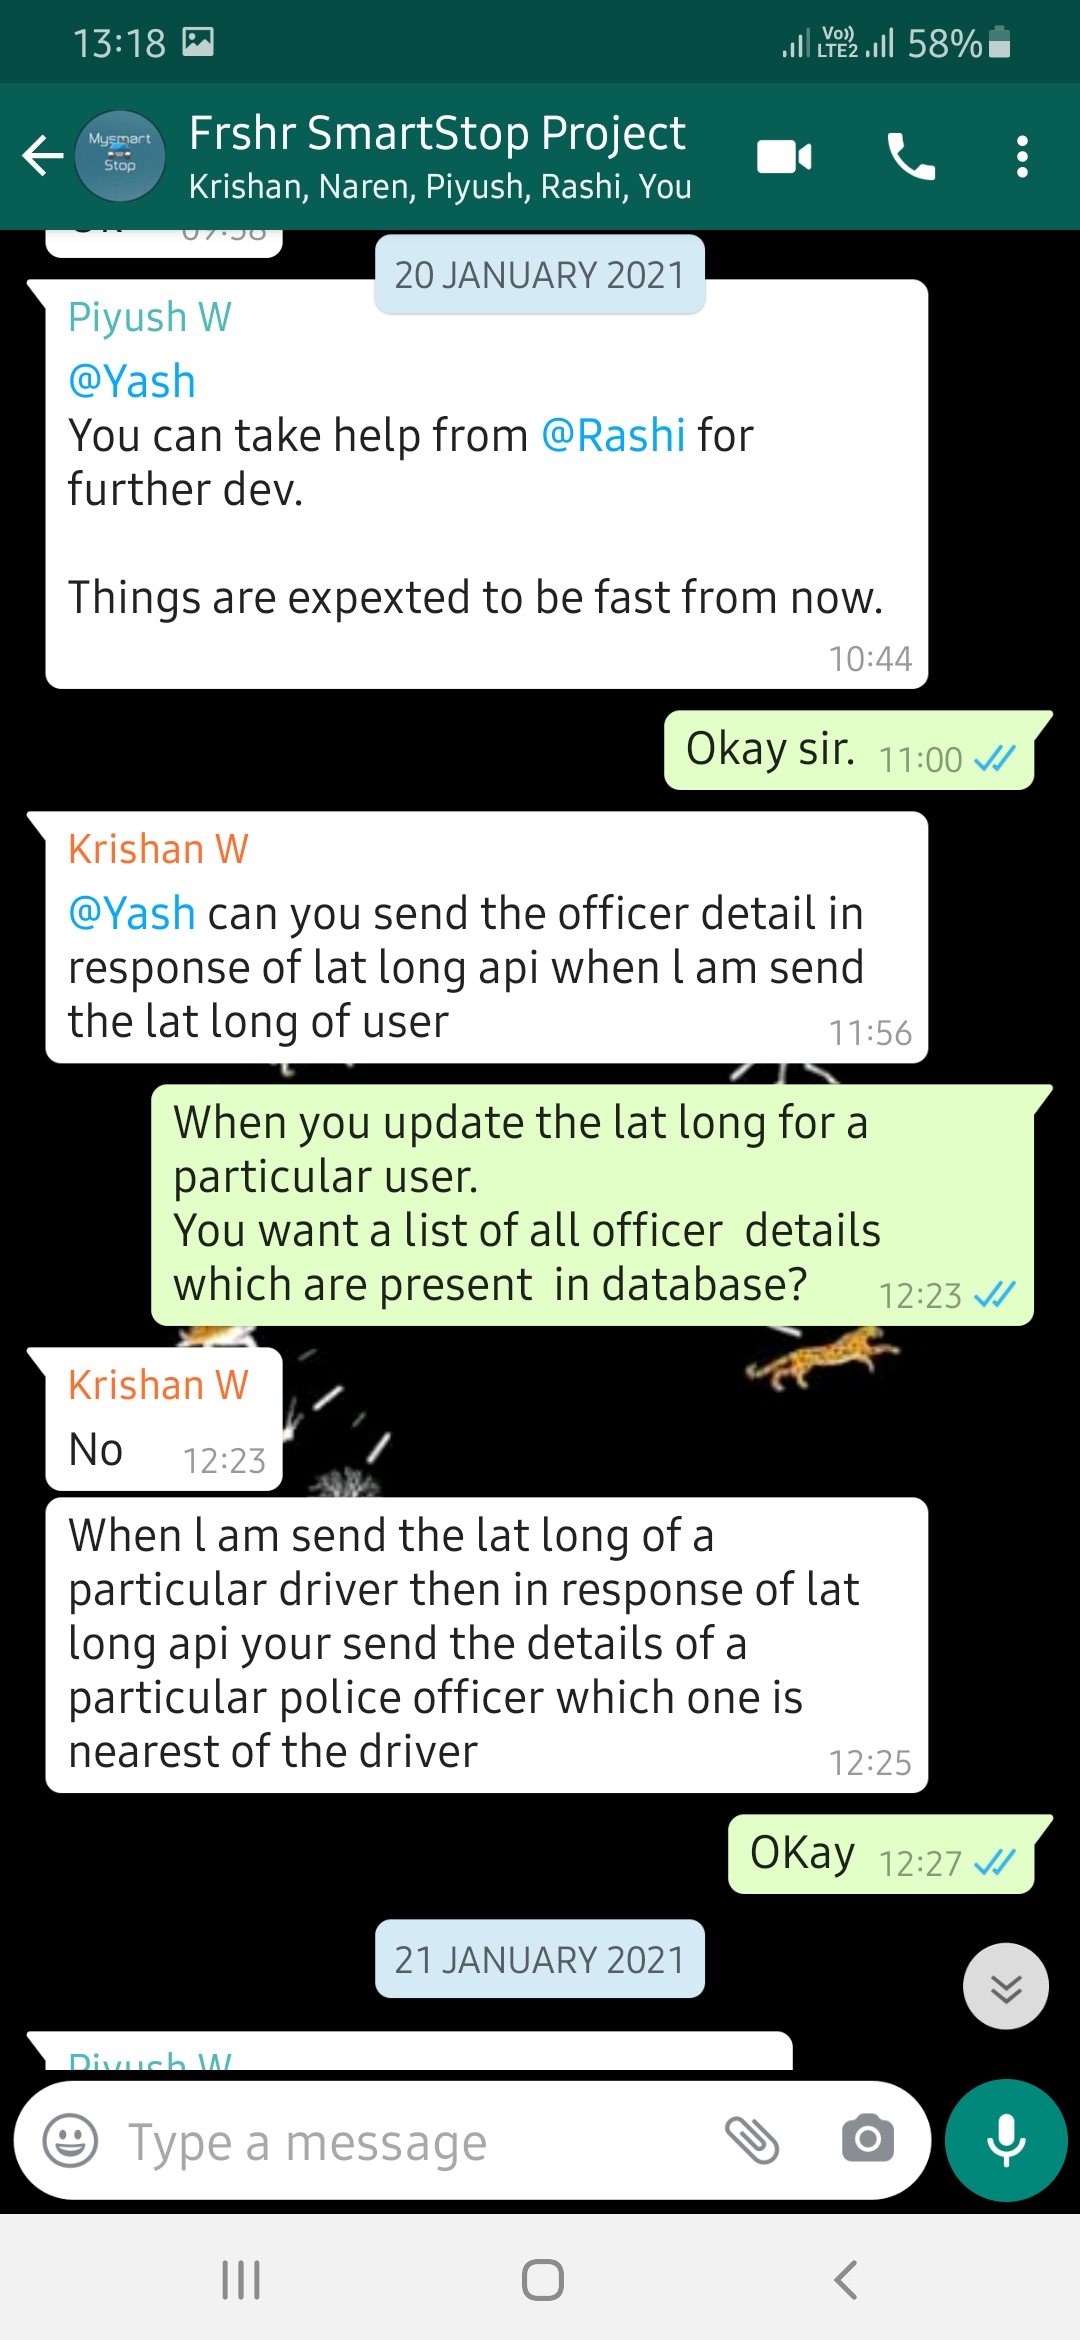 13:18
Vo)) LTE2 58%
Mysmart Stop
Frshr SmartStop Project
Krishan, Naren, Piyush, Rashi, You
09:58
20 JANUARY 2021
Piyush W
@Yash
You can take help from @Rashi for
further dev.
Things are expexted to be fast from now.
10:44
Okay sir. 11:00
Krishan W
@Yash can you send the officer detail in
response of lat long api when l am send
the lat long of user
11:56
When you update the lat long for a
particular user.
You want a list of all officer details
which are present in database? 12:23
Krishan W
No 12:23
When l am send the lat long of a
particular driver then in response of lat
long api your send the details of a
particular police officer which one is
nearest of the driver
12:25
OKay 12:27
21 JANUARY 2021
Piyush W
Type a message